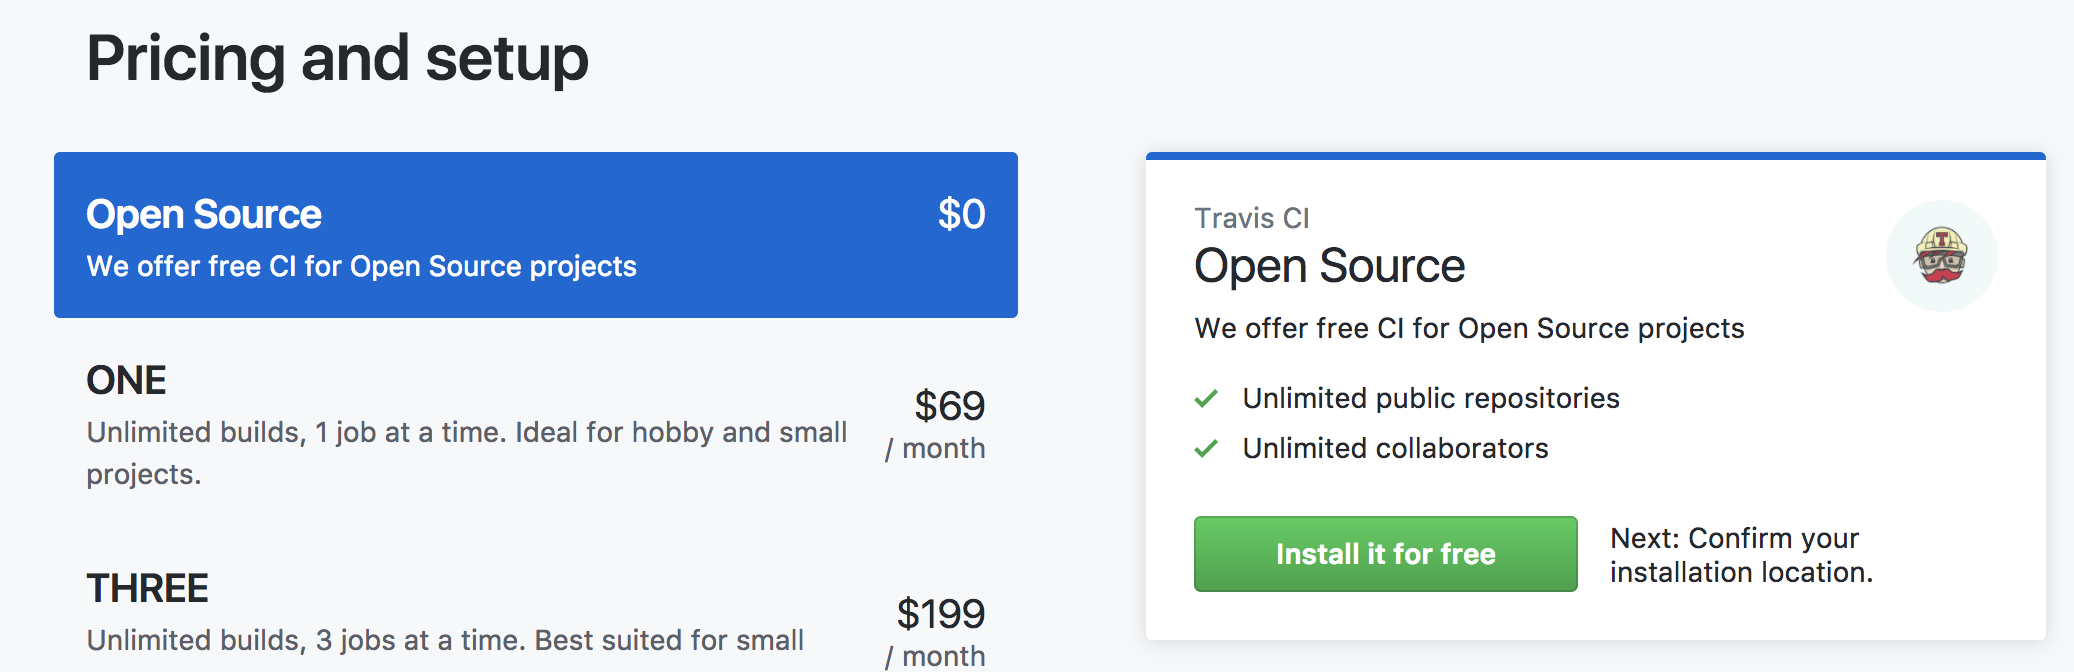 Pricing and setup
Open Source
$0
We offer free CI for Open Source projects
ONE
Unlimited builds, 1 job at a time. Ideal for hobby and small
projects.
$69
/ month
THREE
Unlimited builds, 3 jobs at a time. Best suited for small
$199
/ month
Travis CI
Open Source
We offer free CI for Open Source projects
Unlimited public repositories
Unlimited collaborators
Install it for free
Next: Confirm your
installation location.
T